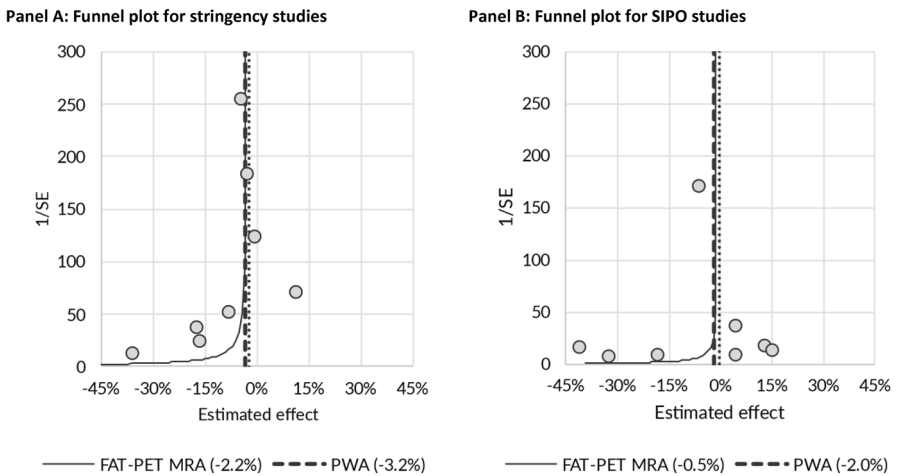 Panel A: Funnel plot for stringency studies
300
250
200
150
100
50
0
1/SE
-45% -30% -15% 0% 15% 30% 45%
Estimated effect
FAT-PET MRA (-2.2%) PWA (-3.2%)
Panel B: Funnel plot for SIPO studies
300
250
200
150
100
50
0
1/SE
-45% -30% -15% 0% 15% 30% 45%
Estimated effect
FAT-PET MRA (-0.5%) PWA (-2.0%)